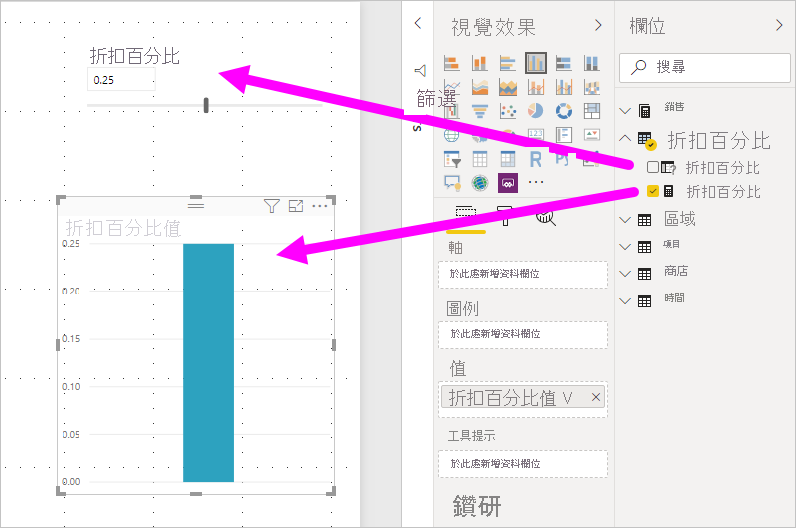 折扣百分比
0.25
折扣百分比值
0.25
0.20
0.15
0.10
0.05
0.00
篩選
視覺效果
R
軸
於此處新增資料欄位
圖例
於此處新增資料欄位
值
折扣百分比值
工具提示
於此處新增資料欄位
鑽研
欄位
搜尋
銷售
折扣百分比
折扣百分比
折扣百分比
區域
項目
商店
時間